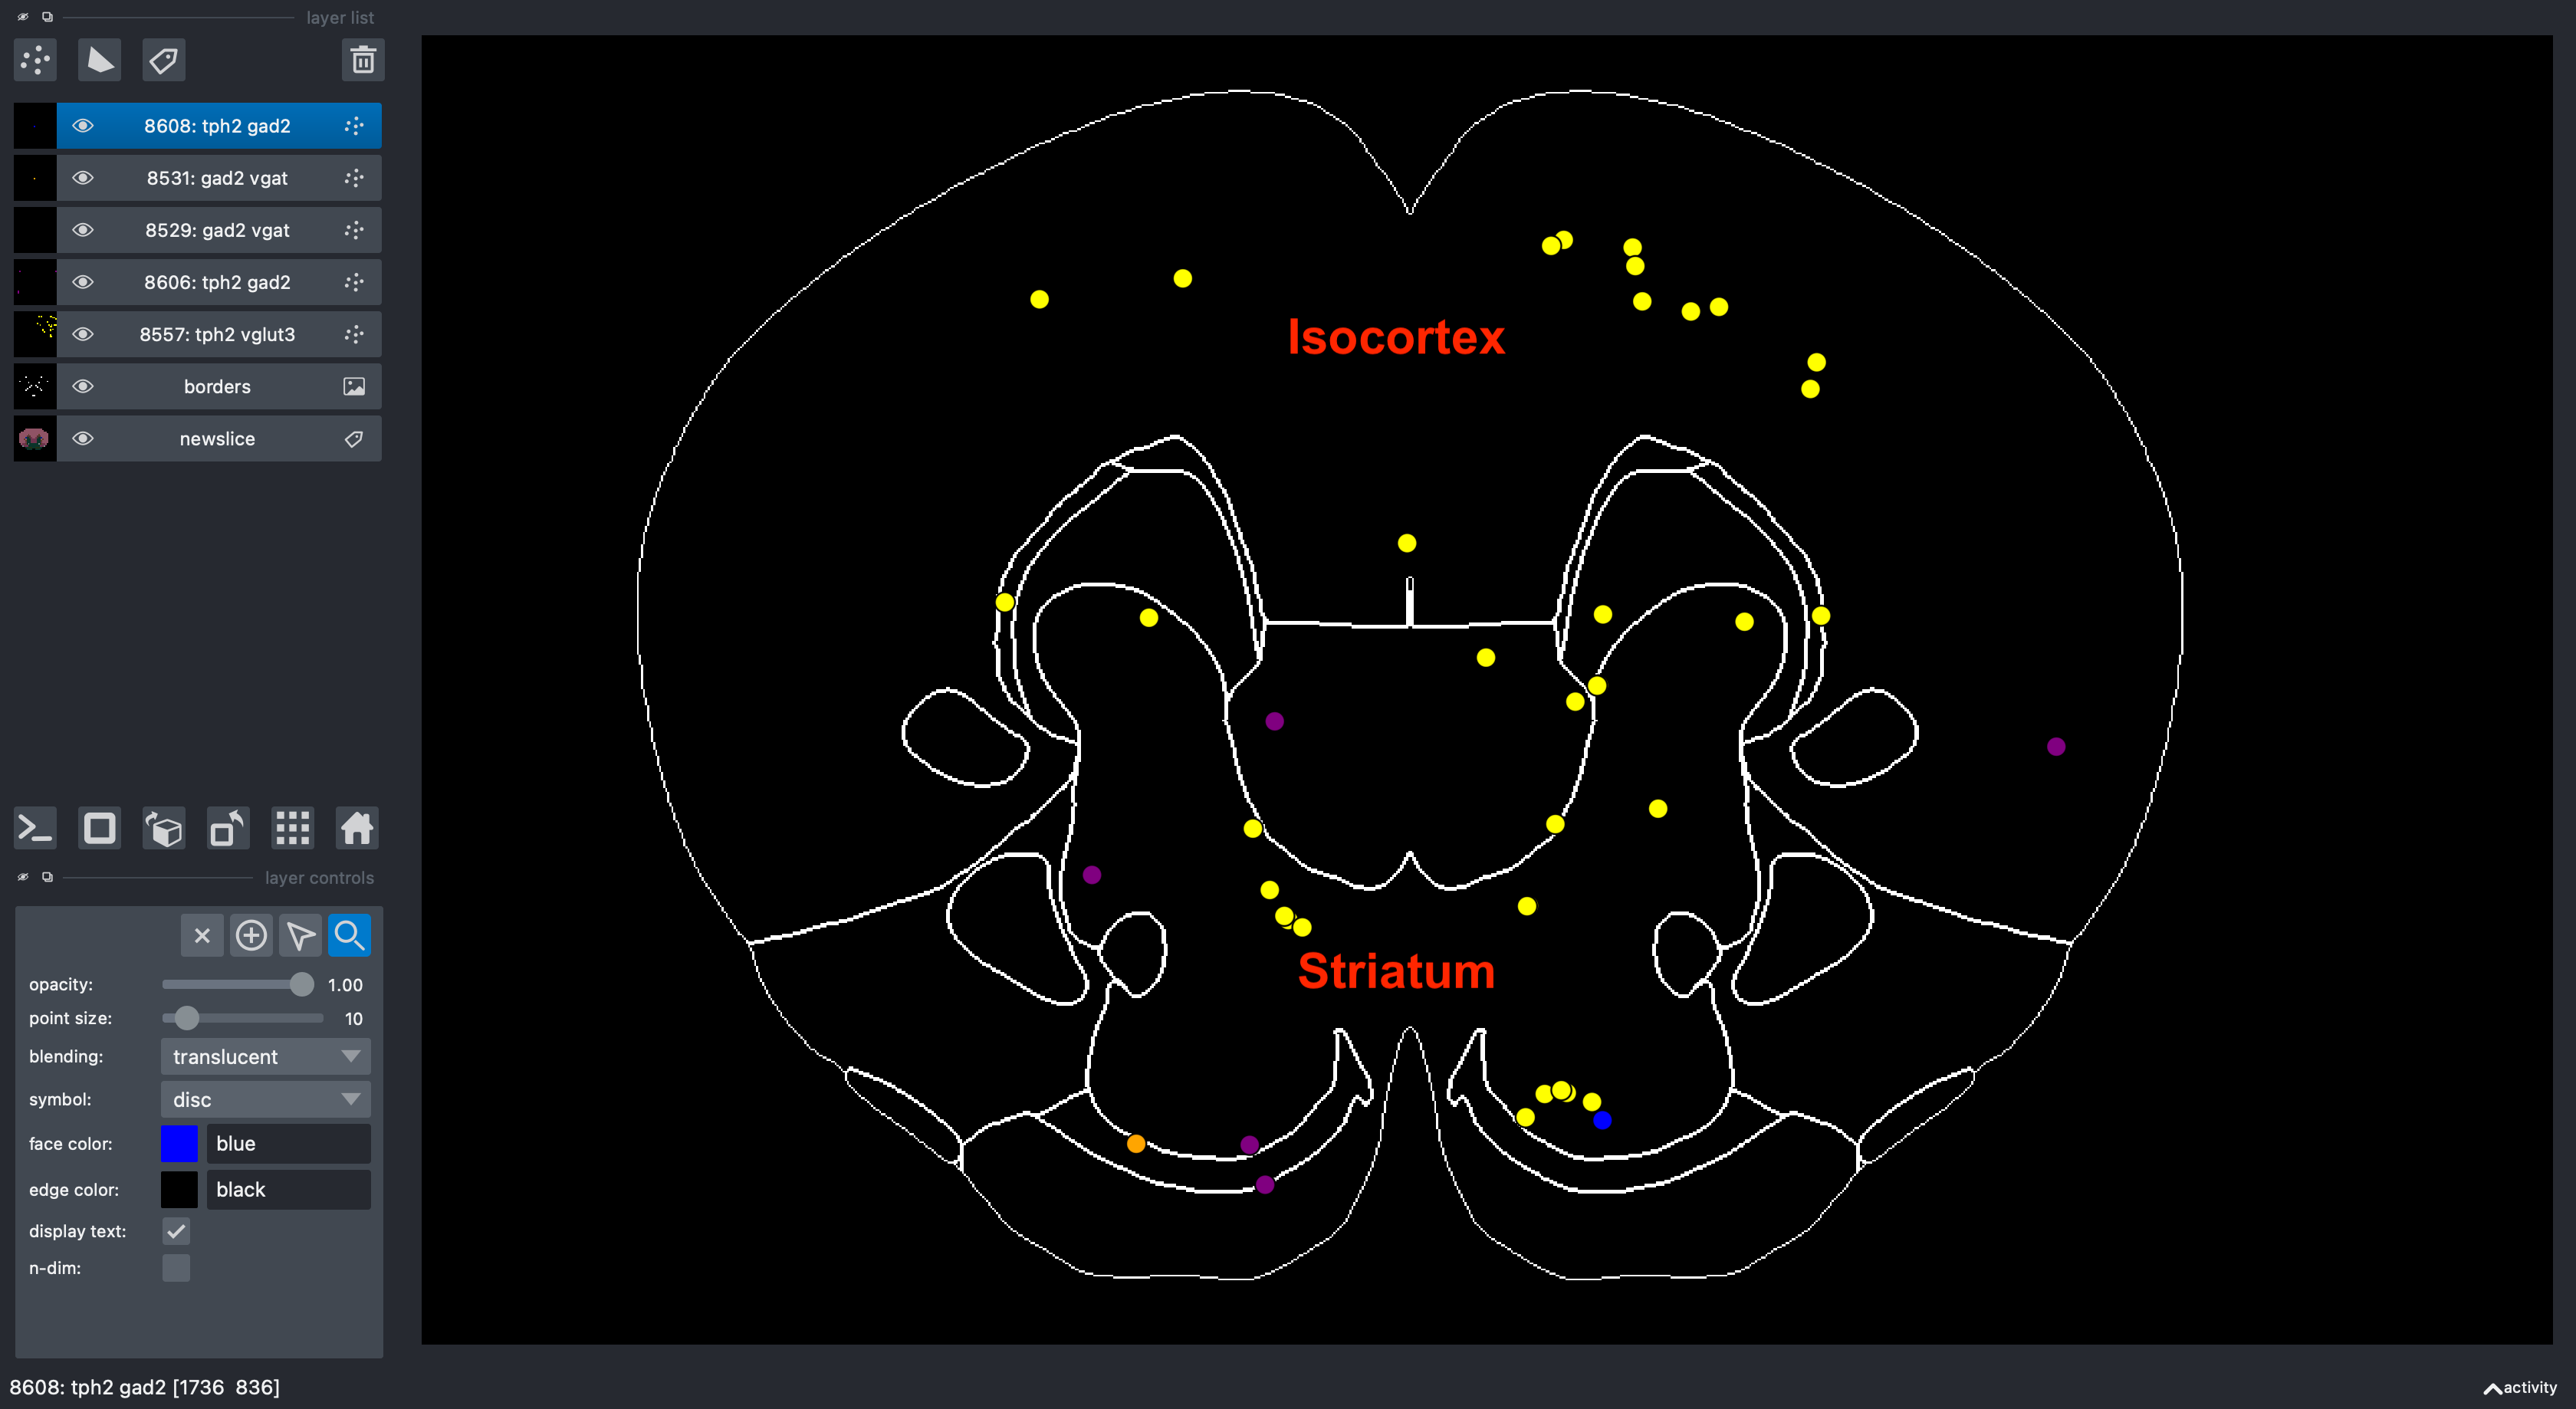 layer list
8608: tph2 gad2
8531: gad2 vgat
8529: gad2 vgat
8606: tph2 gad2
8557: tph2 vglut3
borders
newslice
layer controls
opacity: 1.00
point size: 10
blending: translucent
symbol: disc
face color: blue
edge color: black
display text:
n-dim:
8608: tph2 gad2 [1736 836]
Isocortex
Striatum
activity